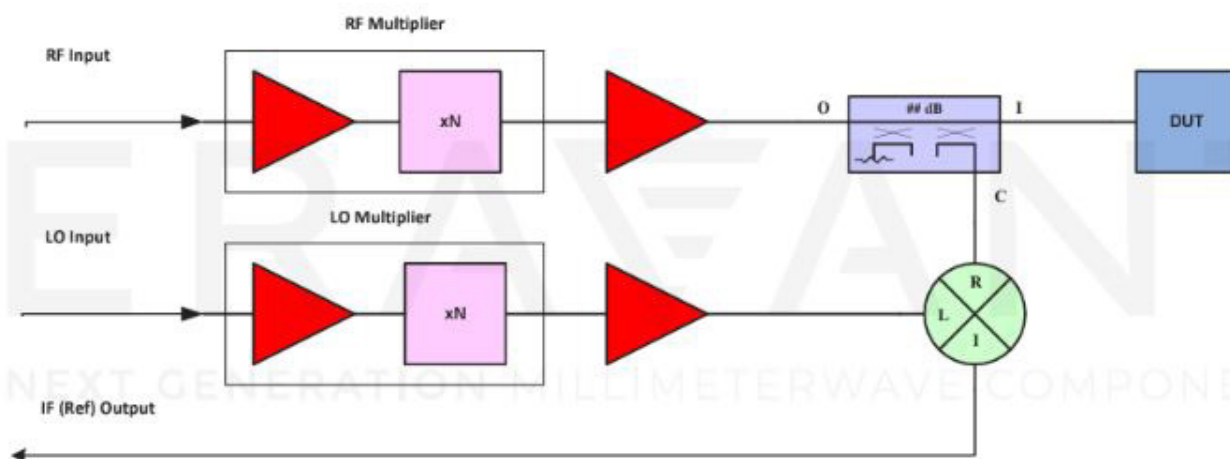 RF Multiplier
RF Input
xN
O
## dB
I
DUT
C
LO Multiplier
LO Input
xN
R
L
I
ERAVANT
NEXT GENERATION MILLIMETERWAVE COMPONE
IF (Ref) Output